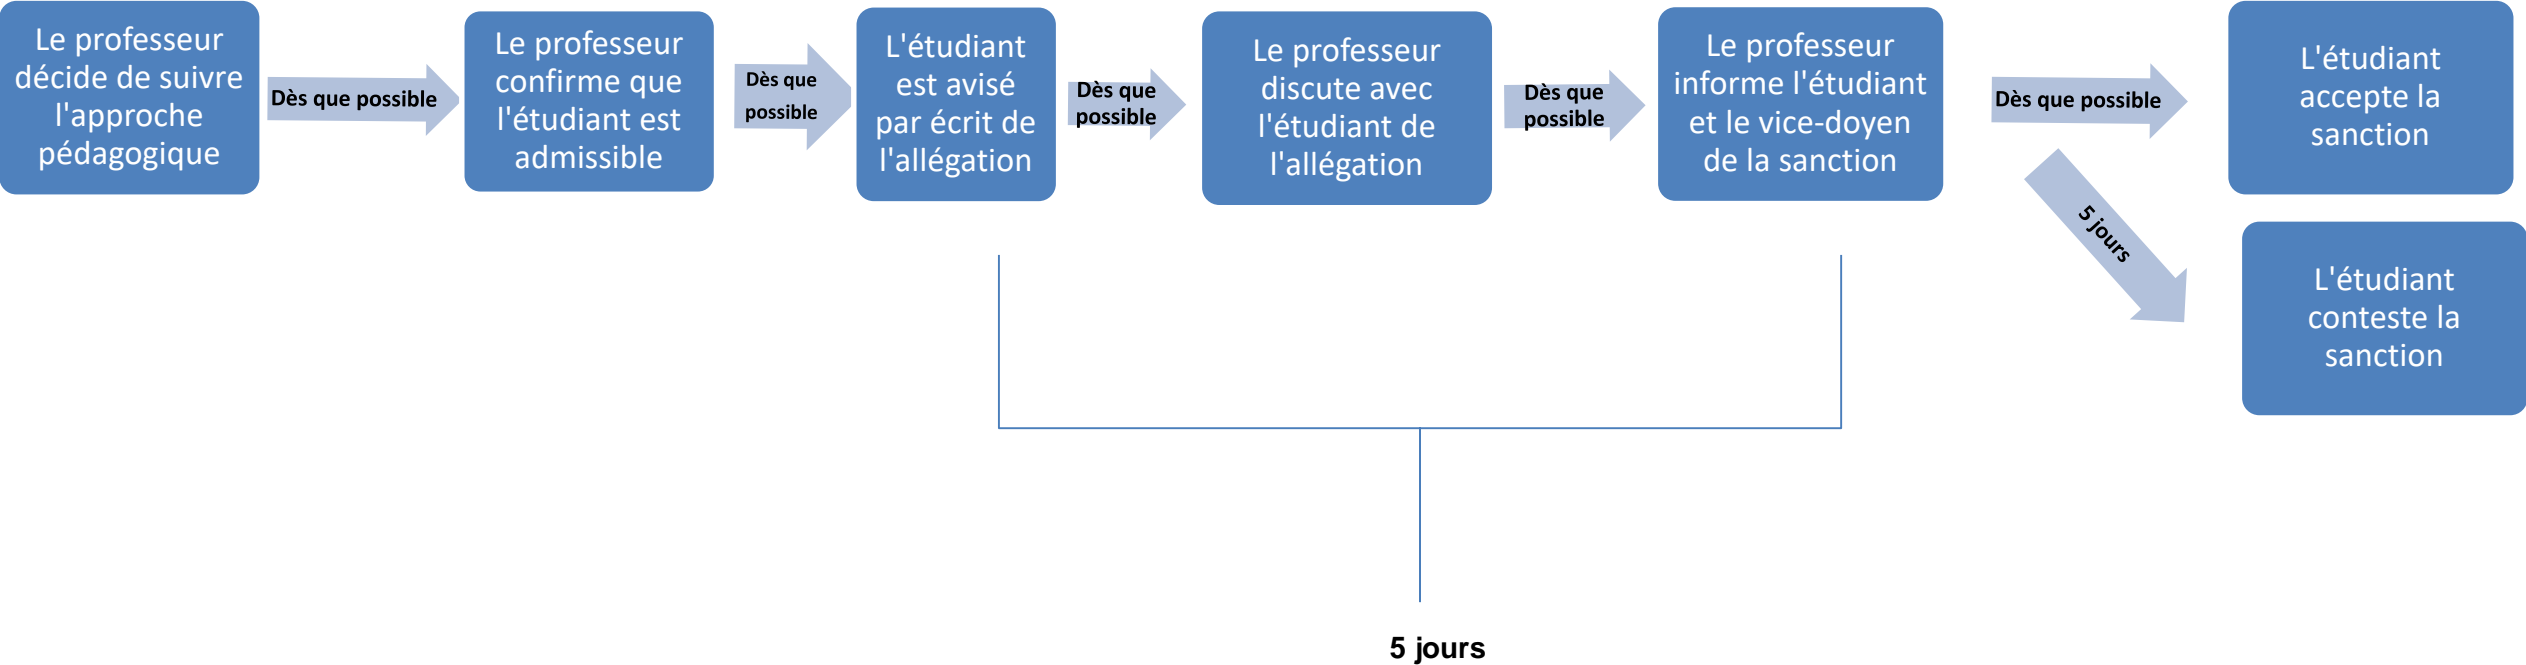 Le professeur
décide de suivre
l'approche
pédagogique
Dès que possible
Le professeur
confirme que
l'étudiant est
admissible
Dès que
possible
L'étudiant
est avisé
par écrit de
l'allégation
Dès que
possible
Le professeur
discute avec
l'étudiant de
l'allégation
Dès que
possible
Le professeur
informe l'étudiant
et le vice-doyen
de la sanction
Dès que possible
L'étudiant
accepte la
sanction
5 jours
L'étudiant
conteste la
sanction
5 jours